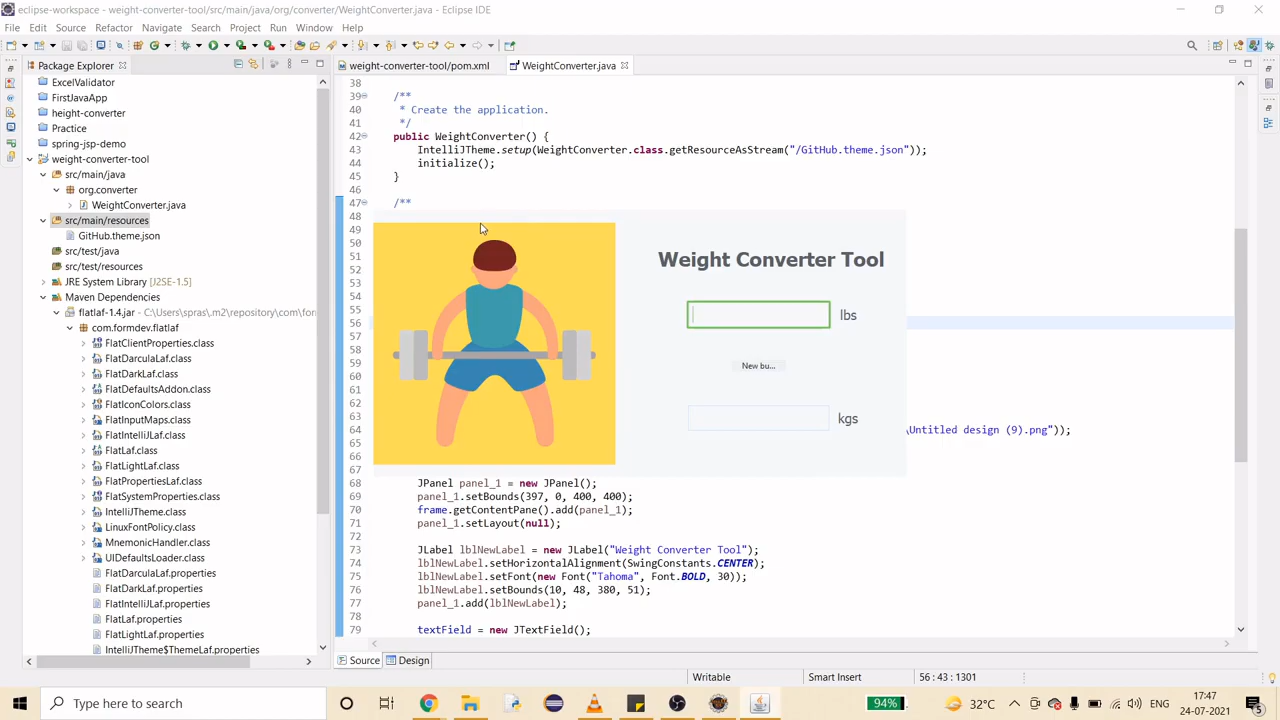 eclipse-workspace - weight-converter-tool/src/main/java/org/converter/WeightConverter.java - Eclipse IDE
File Edit Source Refactor Navigate Search Project Run Window Help
Package Explorer
weight-converter-tool/pom.xml
WeightConverter.java
ExcelValidator
FirstJavaApp
height-converter
Practice
spring-jsp-demo
weight-converter-tool
src/main/java
org.converter
WeightConverter.java
src/main/resources
GitHub.theme.json
src/test/java
src/test/resources
JRE System Library [J2SE-1.5]
Maven Dependencies
flatlaf-1.4.jar - C:\Users\spras\.m2\repository\com\for
com.formdev.flatlaf
FlatClientProperties.class
FlatDarculaLaf.class
FlatDarkLaf.class
FlatDefaultsAddon.class
FlatIconColors.class
FlatInputMaps.class
FlatIntelliJLaf.class
FlatLaf.class
FlatLightLaf.class
FlatPropertiesLaf.class
FlatSystemProperties.class
IntelliJTheme.class
LinuxFontPolicy.class
MnemonicHandler.class
UIDefaultsLoader.class
FlatDarculaLaf.properties
FlatDarkLaf.properties
FlatIntelliJLaf.properties
FlatLaf.properties
FlatLightLaf.properties
IntelliJTheme$ThemeLaf.properties
38
39 /**
40 * Create the application.
41 */
42 public WeightConverter() {
43 IntelliJTheme.setup(WeightConverter.class.getResourceAsStream("/GitHub.theme.json"));
44 initialize();
45 }
46
47 /**
48
49
50
51
52
53
54
55
56
57
58
59
60
61
62
63
64 \Untitled design (9).png"));
65
66
67
68 JPanel panel_1 = new JPanel();
69 panel_1.setBounds(397, 0, 400, 400);
70 frame.getContentPane().add(panel_1);
71 panel_1.setLayout(null);
72
73 JLabel lblNewLabel = new JLabel("Weight Converter Tool");
74 lblNewLabel.setHorizontalAlignment(SwingConstants.CENTER);
75 lblNewLabel.setFont(new Font("Tahoma", Font.BOLD, 30));
76 lblNewLabel.setBounds(10, 48, 380, 51);
77 panel_1.add(lblNewLabel);
78
79 textField = new JTextField();
Weight Converter Tool
lbs
New bu...
kgs
Source Design
Writable Smart Insert 56 : 43 : 1301
Type here to search
94%
32°C
17:47
24-07-2021
5